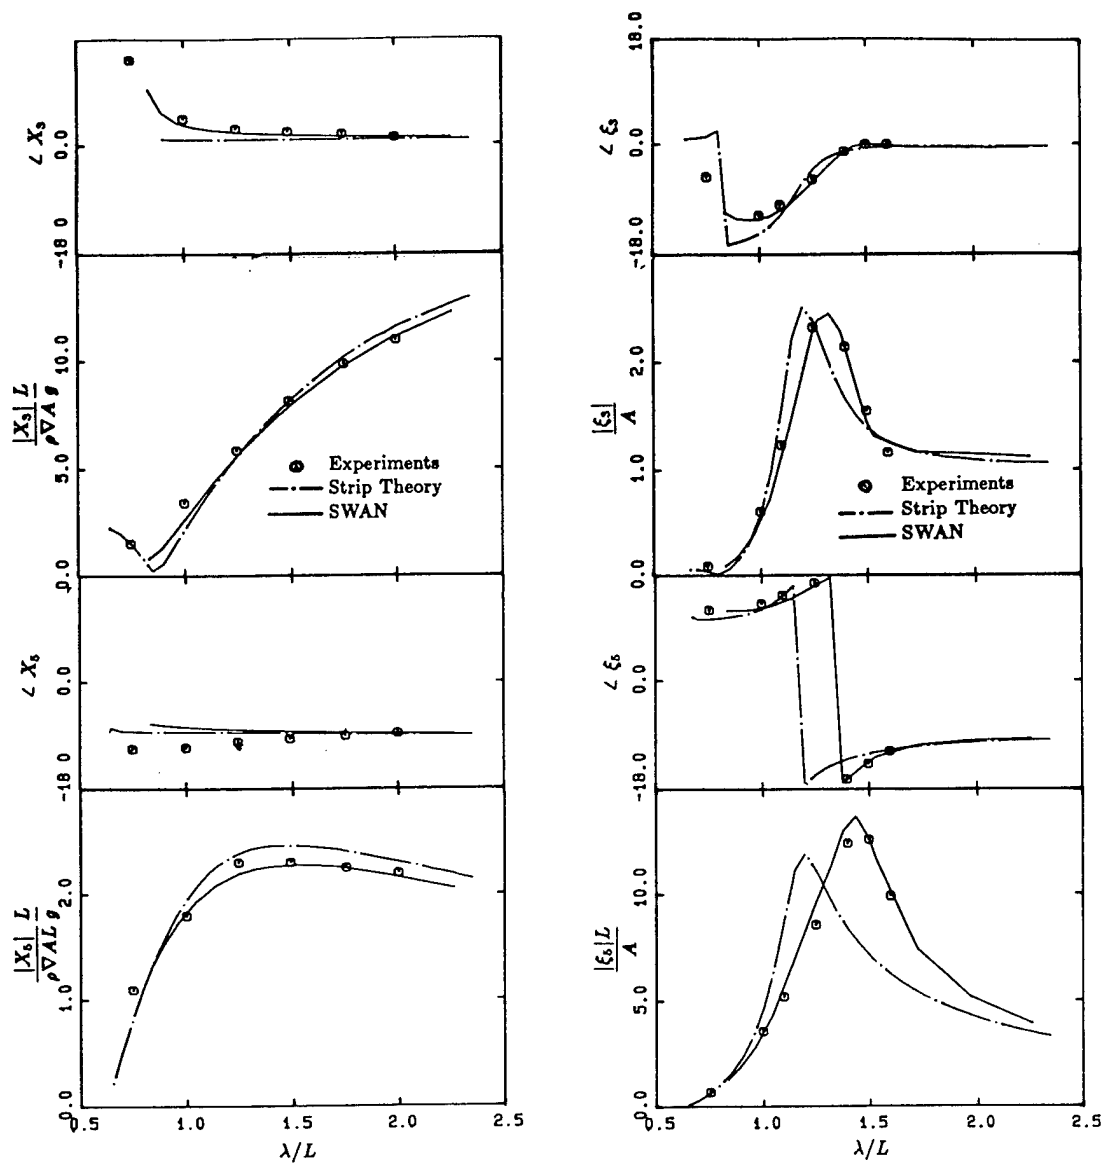 ∠ X₃
0.0
-18 0
|X₃| L / ρ∇A g
10.0
5.0
0.0
Experiments
Strip Theory
SWAN
∠ X₅
0.0
-18 0
|X₅| L / ρ∇AL g
2.0
1.0
0.0
0.5 1.0 1.5 2.0 2.5
λ/L
18.0
∠ ξ₃
0.0
-18.0
|ξ₃| / A
2.0
1.0
0.0
Experiments
Strip Theory
SWAN
∠ ξ₅
0.0
-18.0
|ξ₅|L / A
10.0
5.0
0.0
0.5 1.0 1.5 2.0 2.5
λ/L